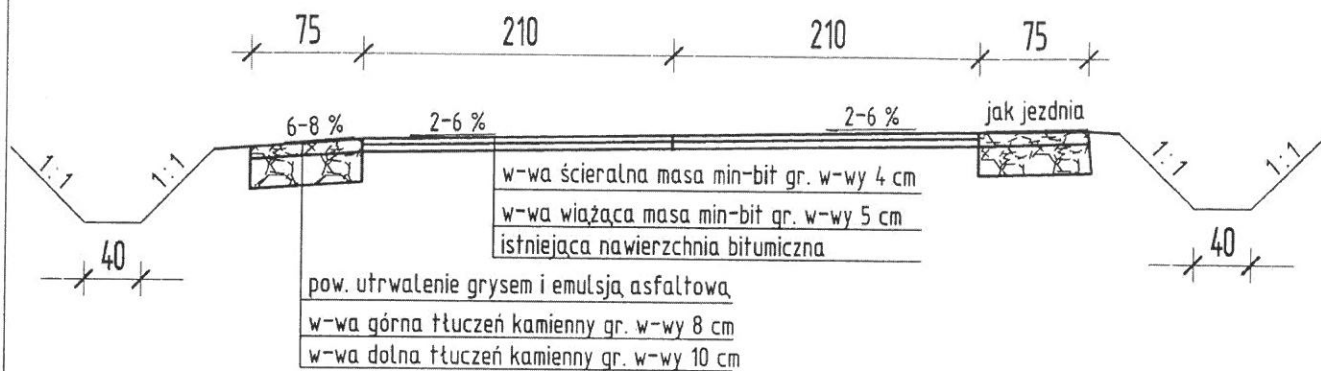 75 210 210 75
6-8 % 2-6 % 2-6 % jak jezdnia
1:1 1:1 1:1 1:1
w-wa ścieralna masa min-bit gr. w-wy 4 cm
w-wa wiążąca masa min-bit gr. w-wy 5 cm
istniejąca nawierzchnia bitumiczna
40 40
pow. utrwalenie grysem i emulsją asfaltową
w-wa górna tłuczeń kamienny gr. w-wy 8 cm
w-wa dolna tłuczeń kamienny gr. w-wy 10 cm